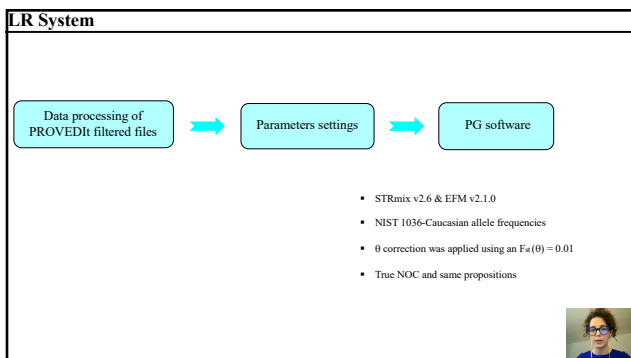 LR System
Data processing of
PROVEDIt filtered files
Parameters settings
PG software
▪ STRmix v2.6 & EFM v2.1.0
▪ NIST 1036-Caucasian allele frequencies
▪ θ correction was applied using an Fst (θ) = 0.01
▪ True NOC and same propositions